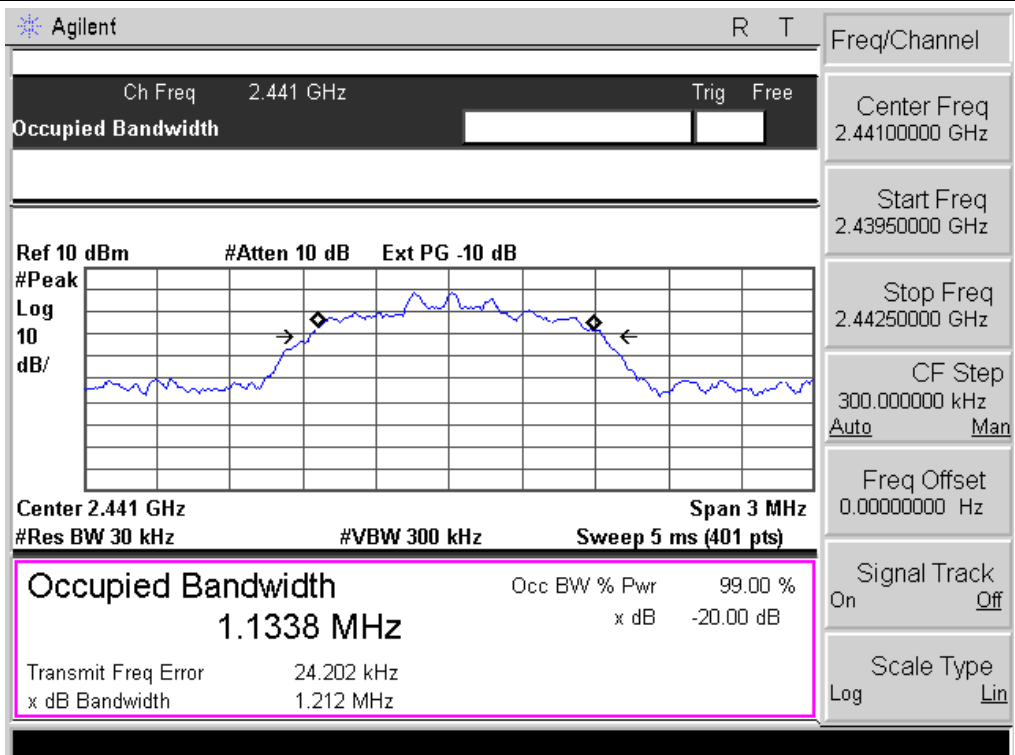 Agilent R T
Ch Freq 2.441 GHz Trig Free
Occupied Bandwidth
Ref 10 dBm #Atten 10 dB Ext PG -10 dB
#Peak
Log
10
dB/
Center 2.441 GHz Span 3 MHz
#Res BW 30 kHz #VBW 300 kHz Sweep 5 ms (401 pts)
Occupied Bandwidth
1.1338 MHz
Occ BW % Pwr 99.00 %
x dB -20.00 dB
Transmit Freq Error 24.202 kHz
x dB Bandwidth 1.212 MHz
Freq/Channel
Center Freq
2.44100000 GHz
Start Freq
2.43950000 GHz
Stop Freq
2.44250000 GHz
CF Step
300.000000 kHz
Auto Man
Freq Offset
0.00000000 Hz
Signal Track
On Off
Scale Type
Log Lin